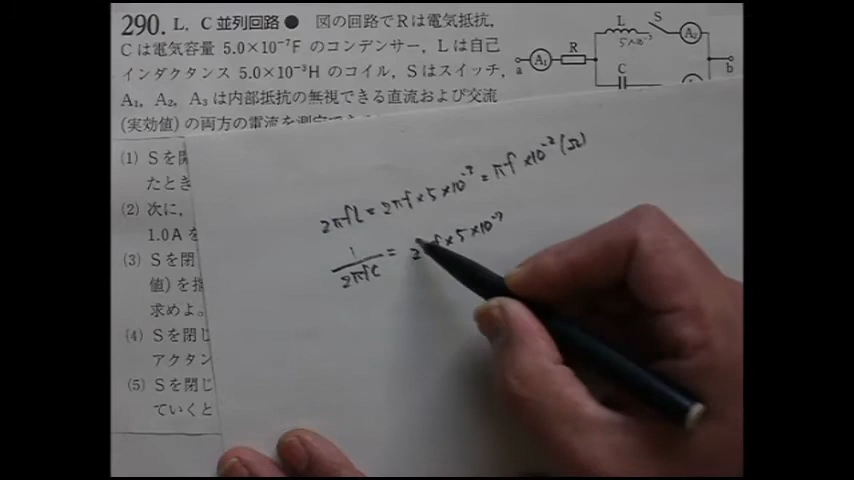 290. L, C並列回路 ● 図の回路でRは電気抵抗,
Cは電気容量 5.0×10⁻⁷F のコンデンサー, Lは自己
インダクタンス 5.0×10⁻³H のコイル, Sはスイッチ,
A₁, A₂, A₃は内部抵抗の無視できる直流および交流
(実効値)の両方の電流を測定でき
a A₁ R L 5×10⁻³ S A₂ C b
(1) Sを開
たとき
(2) 次に,
1.0Aを
(3) Sを閉
値)を指
求めよ。
(4) Sを閉じ
アクタン
(5) Sを閉じ
ていくと
2πfL = 2πf×5×10⁻³ = πf×10⁻² (Ω)
1/2πfC = 2 f×5×10⁻⁷